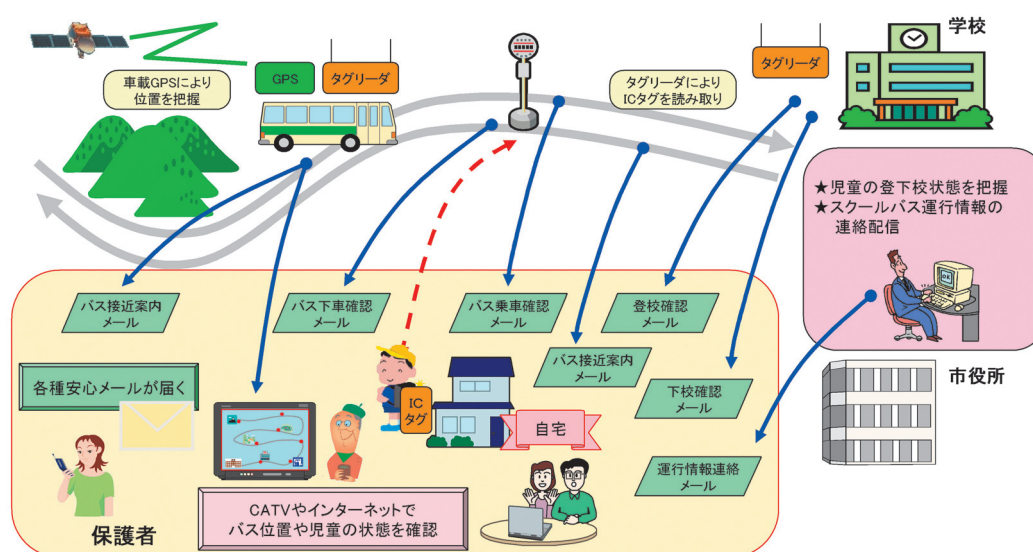 学校
GPS
タグリーダ
タグリーダ
車載GPSにより
位置を把握
タグリーダにより
ICタグを読み取り
★児童の登下校状態を把握
★スクールバス運行情報の
連絡配信
バス接近案内
メール
バス下車確認
メール
バス乗車確認
メール
登校確認
メール
バス接近案内
メール
下校確認
メール
市役所
各種安心メールが届く
IC
タグ
自宅
運行情報連絡
メール
CATVやインターネットで
バス位置や児童の状態を確認
保護者